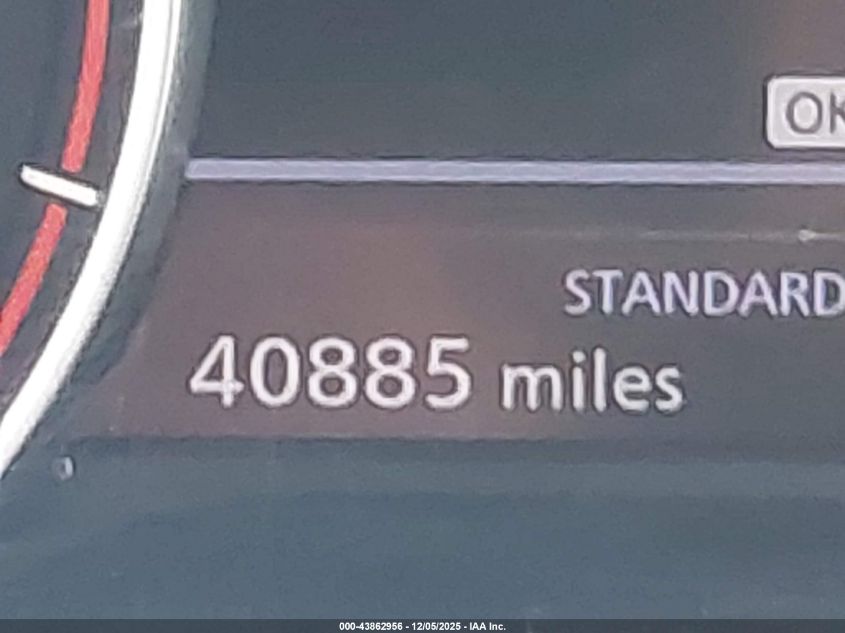 OK
STANDARD
40885 miles
000-43862956 - 12/05/2025 - IAA Inc.